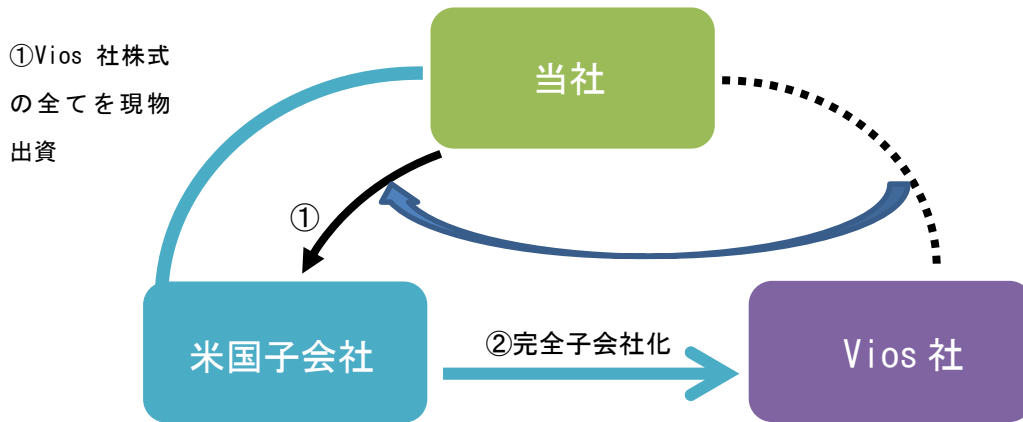 ①Vios 社株式
の全てを現物
出資
当社
①
米国子会社
②完全子会社化
Vios 社